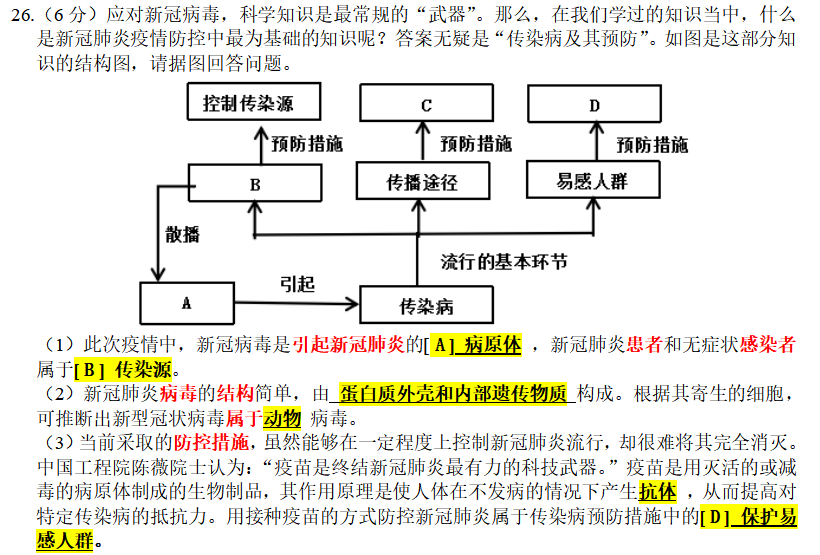 26.（6 分）应对新冠病毒，科学知识是最常规的“武器”。那么，在我们学过的知识当中，什么
是新冠肺炎疫情防控中最为基础的知识呢？答案无疑是“传染病及其预防”。如图是这部分知
识的结构图，请据图回答问题。
控制传染源
C
D
预防措施
预防措施
预防措施
B
传播途径
易感人群
散播
流行的基本环节
引起
A
传染病
（1）此次疫情中，新冠病毒是引起新冠肺炎的[ A ] 病原体 ，新冠肺炎患者和无症状感染者
属于[ B ] 传染源。
（2）新冠肺炎病毒的结构简单，由 蛋白质外壳和内部遗传物质 构成。根据其寄生的细胞，
可推断出新型冠状病毒属于动物 病毒。
（3）当前采取的防控措施，虽然能够在一定程度上控制新冠肺炎流行，却很难将其完全消灭。
中国工程院陈薇院士认为：“疫苗是终结新冠肺炎最有力的科技武器。”疫苗是用灭活的或减
毒的病原体制成的生物制品，其作用原理是使人体在不发病的情况下产生抗体 ，从而提高对
特定传染病的抵抗力。用接种疫苗的方式防控新冠肺炎属于传染病预防措施中的[ D ] 保护易
感人群。